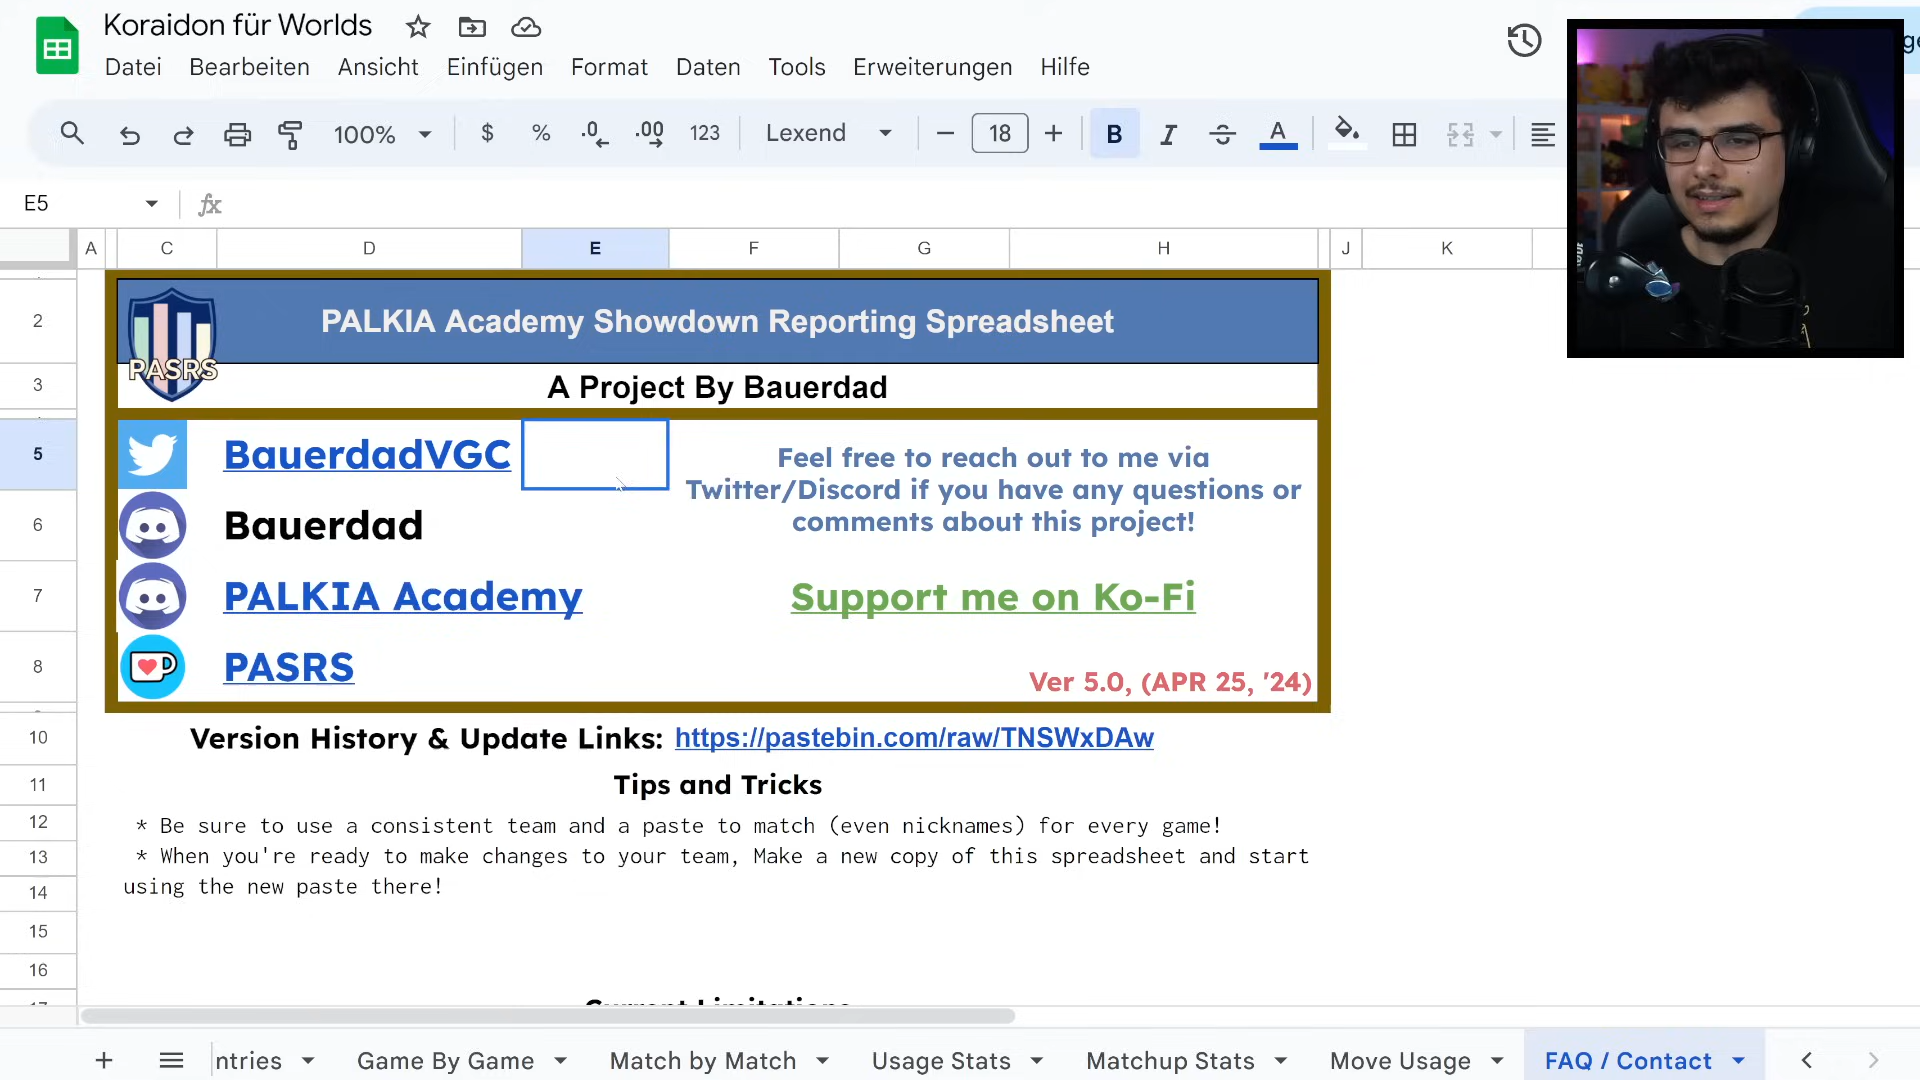 Koraidon für Worlds
Datei Bearbeiten Ansicht Einfügen Format Daten Tools Erweiterungen Hilfe
100% $ % .0 .00 123 Lexend 18 B I S A
E5 fx
A C D E F G H J K
2 PALKIA Academy Showdown Reporting Spreadsheet
PASRS
3 A Project By Bauerdad
5 BauerdadVGC
Feel free to reach out to me via
Twitter/Discord if you have any questions or
comments about this project!
6 Bauerdad
7 PALKIA Academy Support me on Ko-Fi
8 PASRS Ver 5.0, (APR 25, '24)
10 Version History & Update Links: https://pastebin.com/raw/TNSWxDAw
11 Tips and Tricks
12 * Be sure to use a consistent team and a paste to match (even nicknames) for every game!
13 * When you're ready to make changes to your team, Make a new copy of this spreadsheet and start
14 using the new paste there!
15
16
17 Current Limitations
ntries Game By Game Match by Match Usage Stats Matchup Stats Move Usage FAQ / Contact